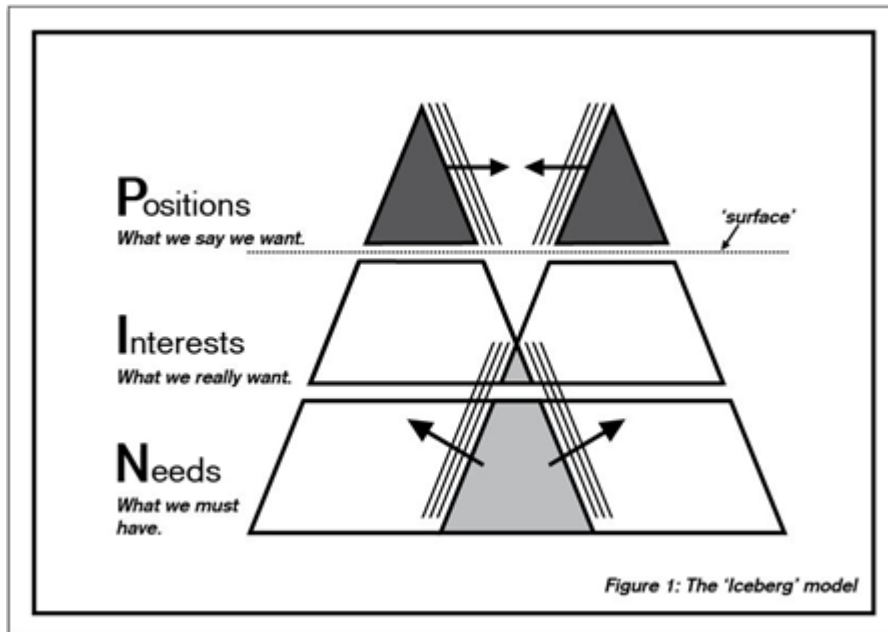 Positions
What we say we want.
'surface'
Interests
What we really want.
Needs
What we must
have.
Figure 1: The 'Iceberg' model